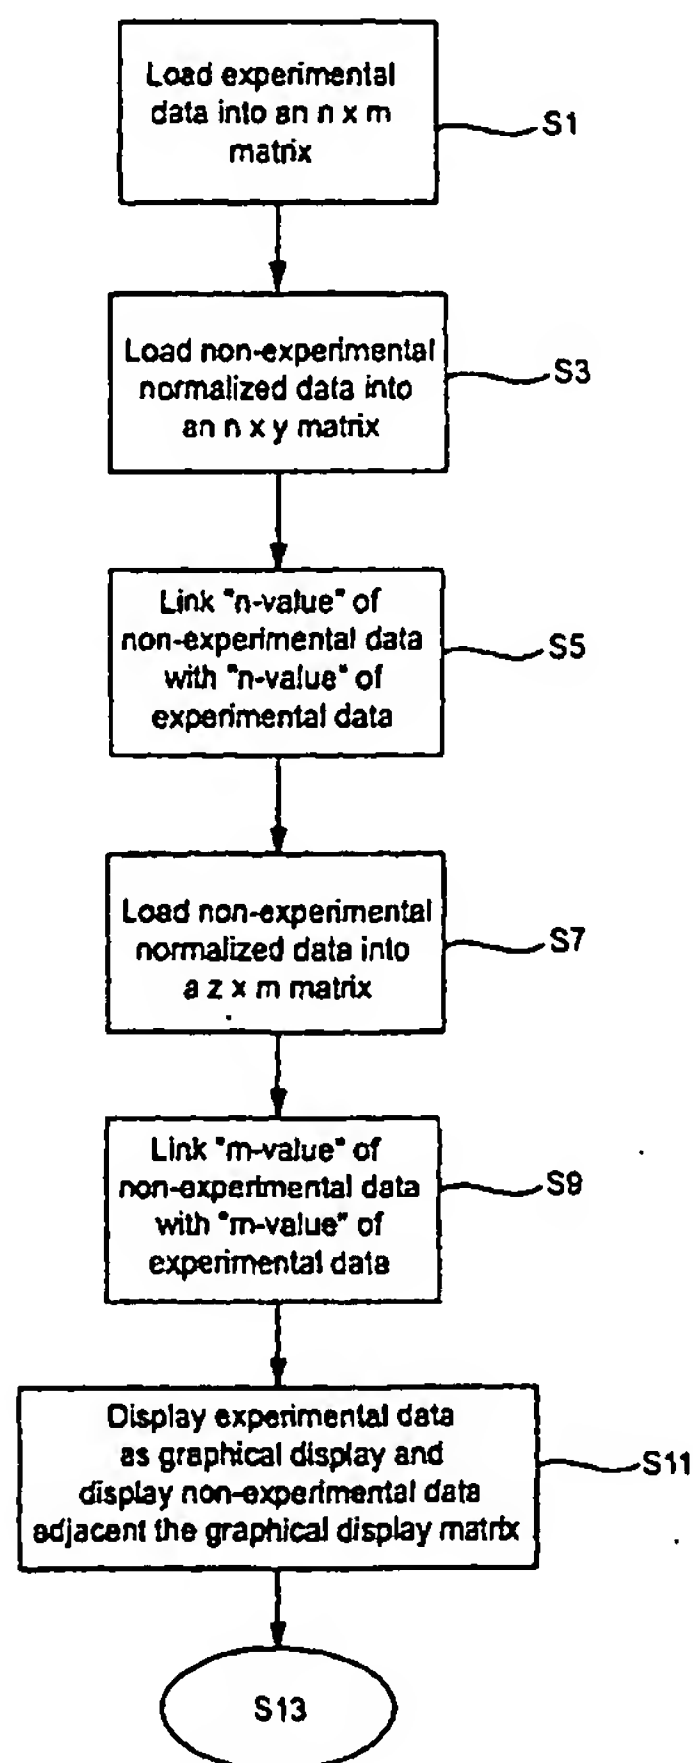 Load experimental
data into an n x m
matrix
S1
Load non-experimental
normalized data into
an n x y matrix
S3
Link "n-value" of
non-experimental data
with "n-value" of
experimental data
S5
Load non-experimental
normalized data into
a z x m matrix
S7
Link "m-value" of
non-experimental data
with "m-value" of
experimental data
S9
Display experimental data
as graphical display and
display non-experimental data
adjacent the graphical display matrix
S11
S13